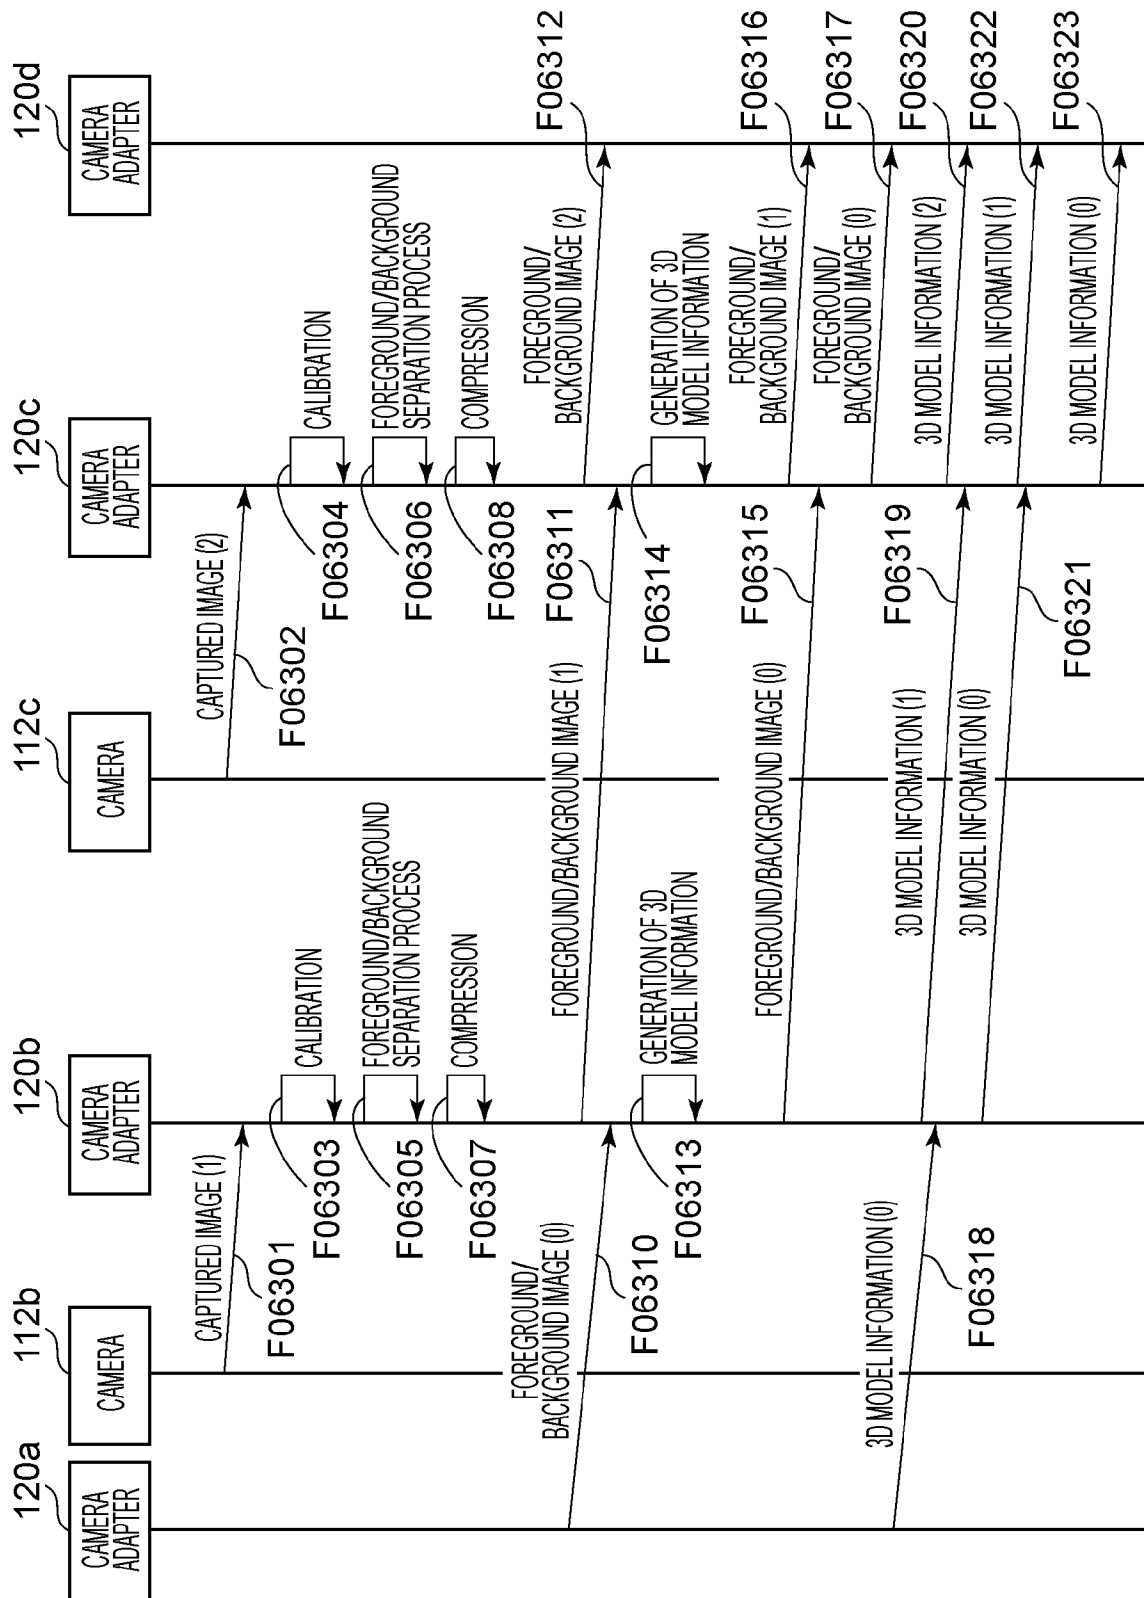 120a
CAMERA
ADAPTER
112b
CAMERA
120b
CAMERA
ADAPTER
112c
CAMERA
120c
CAMERA
ADAPTER
120d
CAMERA
ADAPTER
CAPTURED IMAGE (1)
F06301
CAPTURED IMAGE (2)
F06302
CALIBRATION
F06303
CALIBRATION
F06304
FOREGROUND/BACKGROUND
SEPARATION PROCESS
F06305
FOREGROUND/BACKGROUND
SEPARATION PROCESS
F06306
COMPRESSION
F06307
COMPRESSION
F06308
FOREGROUND/
BACKGROUND IMAGE (0)
F06310
FOREGROUND/BACKGROUND IMAGE (1)
F06311
FOREGROUND/
BACKGROUND IMAGE (2)
F06312
GENERATION OF 3D
MODEL INFORMATION
F06313
GENERATION OF 3D
MODEL INFORMATION
F06314
FOREGROUND/BACKGROUND IMAGE (0)
F06315
FOREGROUND/
BACKGROUND IMAGE (1)
F06316
FOREGROUND/
BACKGROUND IMAGE (0)
F06317
3D MODEL INFORMATION (0)
F06318
3D MODEL INFORMATION (1)
F06319
3D MODEL INFORMATION (2)
F06320
3D MODEL INFORMATION (0)
F06321
3D MODEL INFORMATION (1)
F06322
3D MODEL INFORMATION (0)
F06323